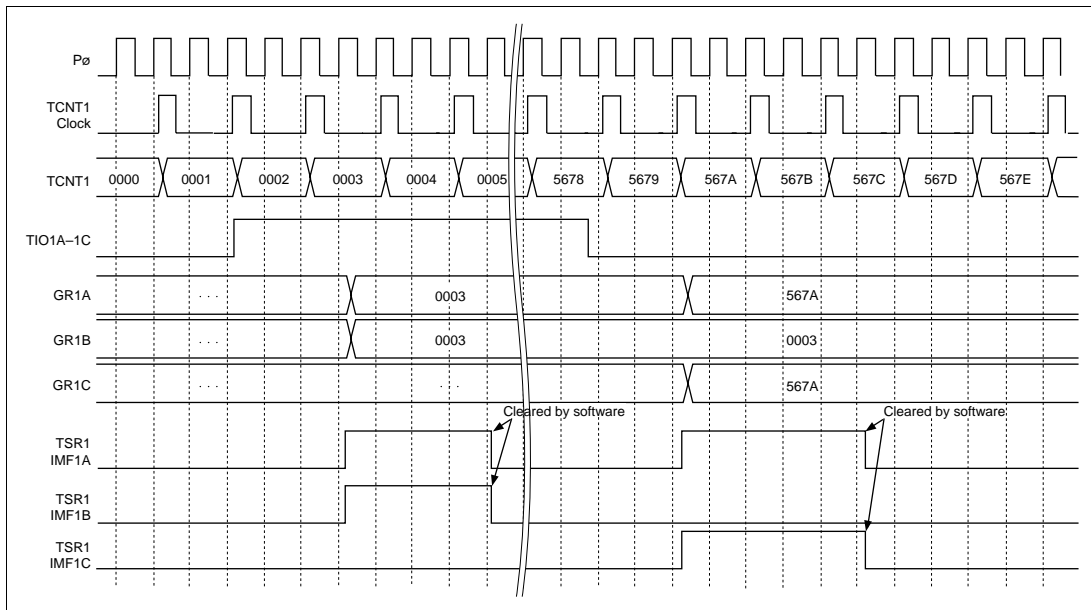 Pø
TCNT1
Clock
TCNT1 0000 0001 0002 0003 0004 0005 5678 5679 567A 567B 567C 567D 567E
TIO1A–1C
GR1A . . . 0003 567A
GR1B . . . 0003 0003
GR1C . . . . . . 567A
Cleared by software Cleared by software
TSR1
IMF1A
TSR1
IMF1B
TSR1
IMF1C